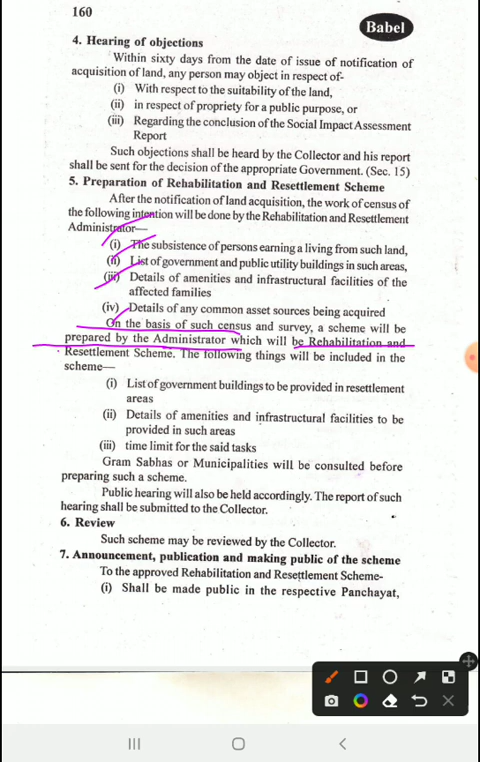 160
Babel
4. Hearing of objections
Within sixty days from the date of issue of notification of
acquisition of land, any person may object in respect of-
(i) With respect to the suitability of the land,
(ii) in respect of propriety for a public purpose, or
(iii) Regarding the conclusion of the Social Impact Assessment
Report
Such objections shall be heard by the Collector and his report
shall be sent for the decision of the appropriate Government. (Sec. 15)
5. Preparation of Rehabilitation and Resettlement Scheme
After the notification of land acquisition, the work of census of
the following intention will be done by the Rehabilitation and Resettlement
Administrator—
(i) The subsistence of persons earning a living from such land,
(ii) List of government and public utility buildings in such areas,
(iii) Details of amenities and infrastructural facilities of the
affected families
(iv) Details of any common asset sources being acquired
On the basis of such census and survey, a scheme will be
prepared by the Administrator which will be Rehabilitation and
Resettlement Scheme. The following things will be included in the
scheme—
(i) List of government buildings to be provided in resettlement
areas
(ii) Details of amenities and infrastructural facilities to be
provided in such areas
(iii) time limit for the said tasks
Gram Sabhas or Municipalities will be consulted before
preparing such a scheme.
Public hearing will also be held accordingly. The report of such
hearing shall be submitted to the Collector.
6. Review
Such scheme may be reviewed by the Collector.
7. Announcement, publication and making public of the scheme
To the approved Rehabilitation and Resettlement Scheme-
(i) Shall be made public in the respective Panchayat,